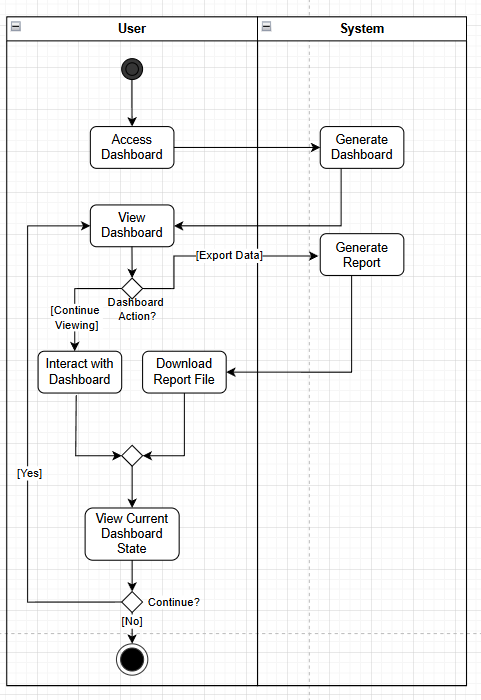 User
System
Access
Dashboard
Generate
Dashboard
View
Dashboard
Generate
Report
[Export Data]
Dashboard
Action?
[Continue
Viewing]
Interact with
Dashboard
Download
Report File
[Yes]
View Current
Dashboard
State
Continue?
[No]